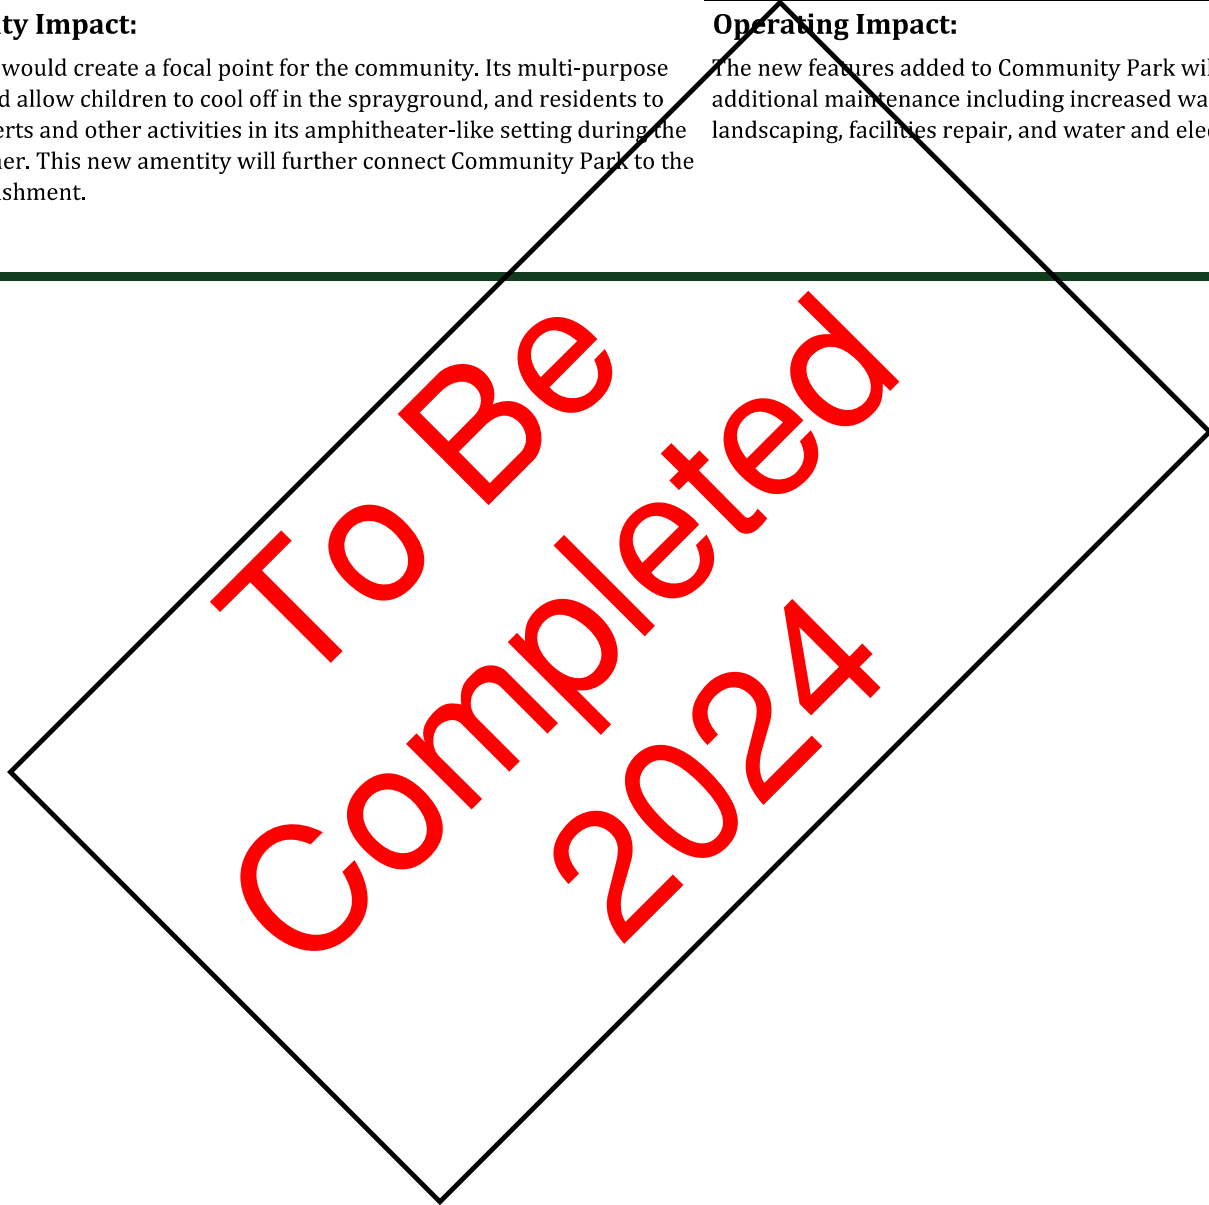 ty Impact:
would create a focal point for the community. Its multi-purpose
d allow children to cool off in the sprayground, and residents to
erts and other activities in its amphitheater-like setting during the
er. This new amentity will further connect Community Park to the
shment.
Operating Impact:
The new features added to Community Park wil
additional maintenance including increased wa
landscaping, facilities repair, and water and elec
To Be
Completed
2024